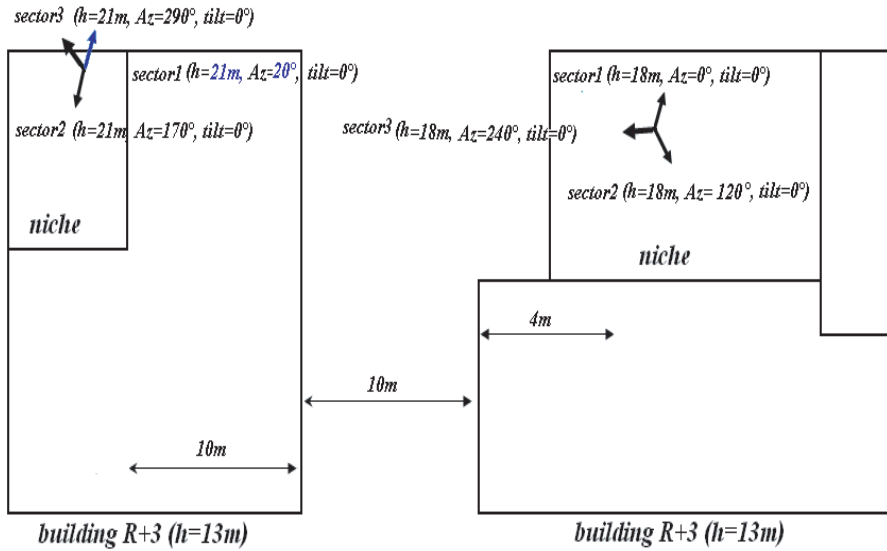 sector3 (h=21m, Az=290°, tilt=0°)
sector1 (h=21m, Az=20°, tilt=0°)
sector2 (h=21m, Az=170°, tilt=0°)
niche
10m
building R+3 (h=13m)
10m
sector1 (h=18m, Az=0°, tilt=0°)
sector3 (h=18m, Az=240°, tilt=0°)
sector2 (h=18m, Az= 120°, tilt=0°)
niche
4m
building R+3 (h=13m)